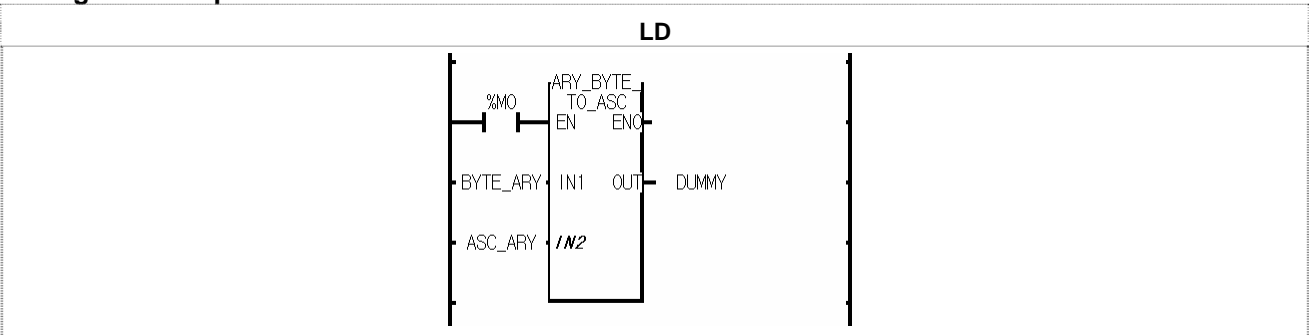 LD
ARY_BYTE_
%M0 TO_ASC
EN ENO
BYTE_ARY IN1 OUT DUMMY
ASC_ARY IN2